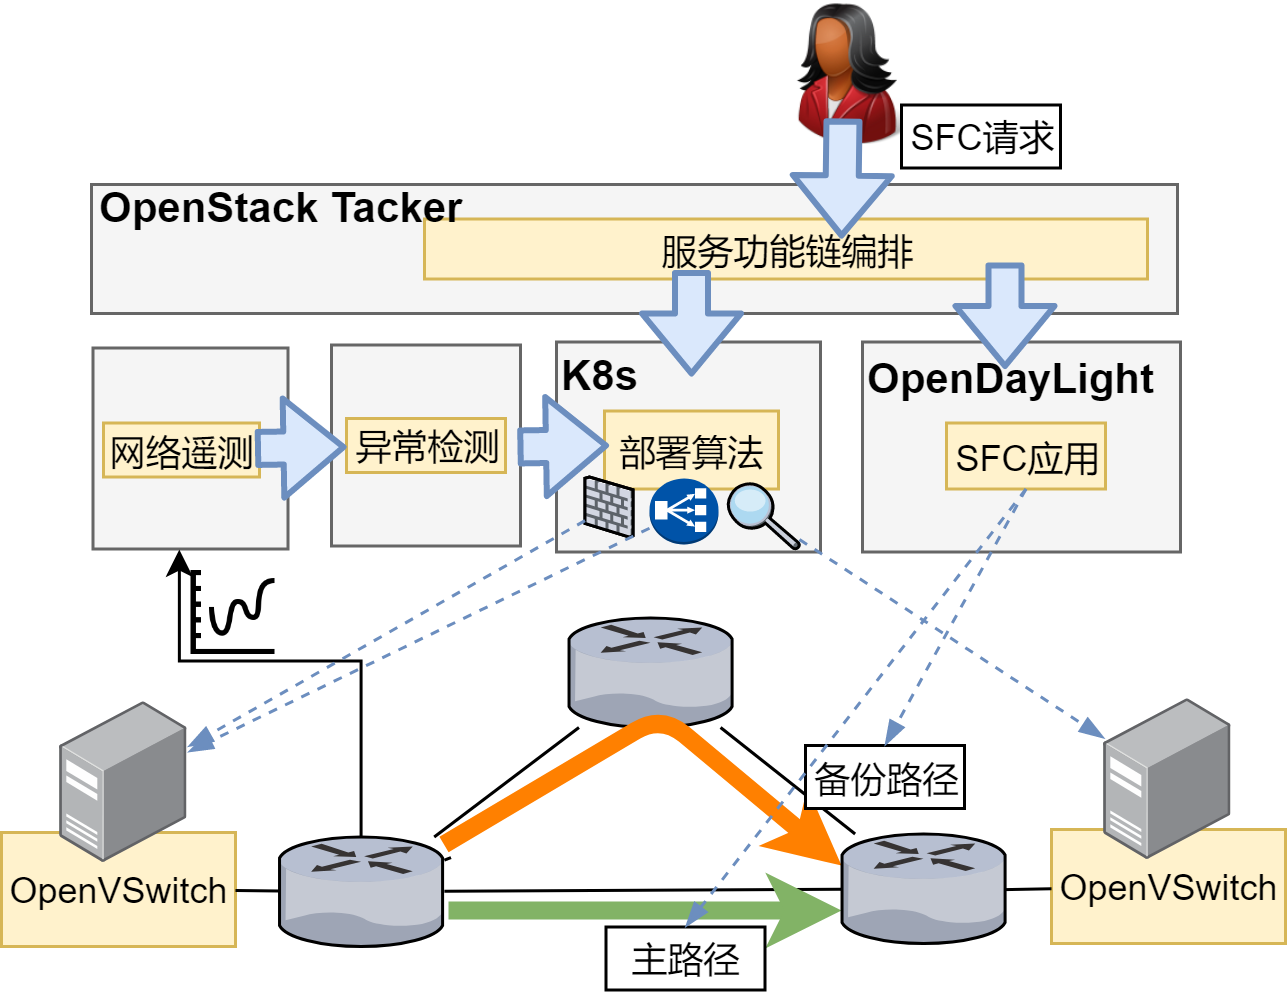 SFC请求
OpenStack Tacker
服务功能链编排
K8s
OpenDayLight
网络遥测
异常检测
部署算法
SFC应用
备份路径
OpenVSwitch
OpenVSwitch
主路径